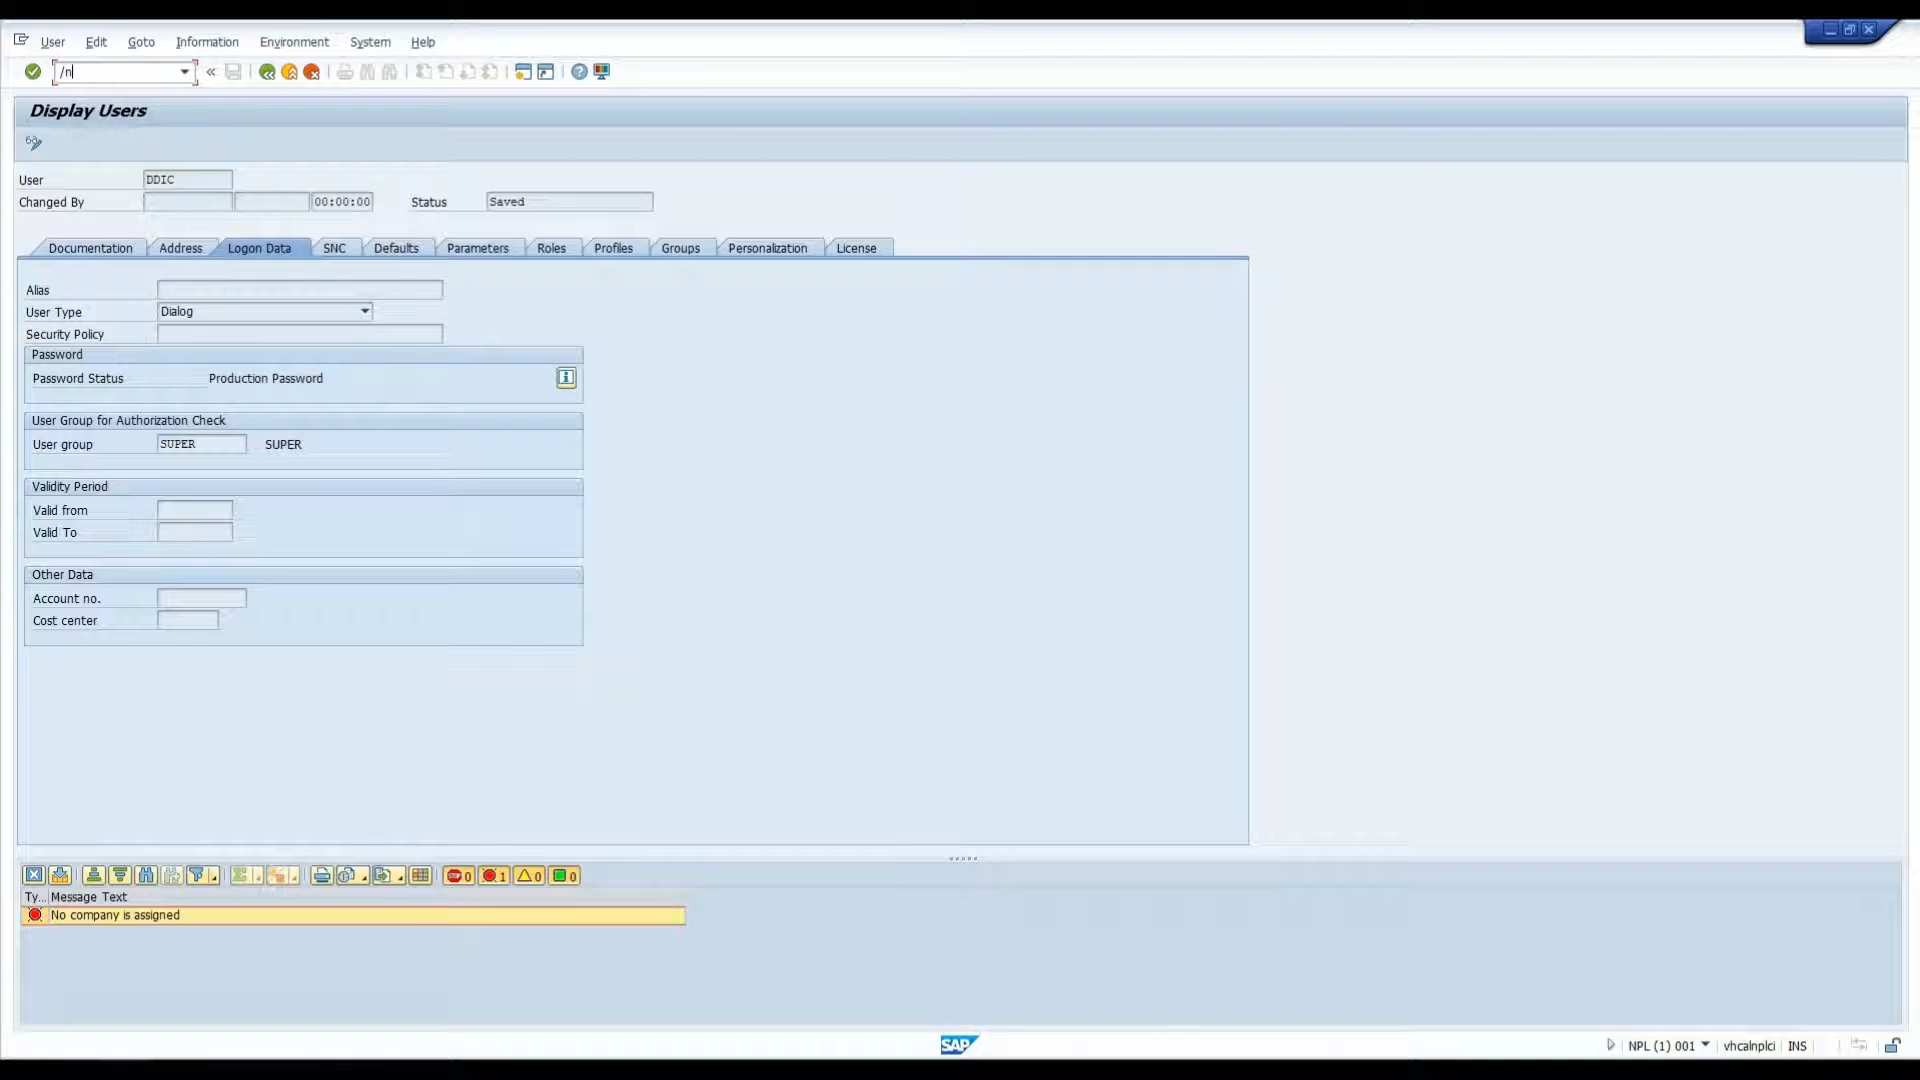 User Edit Goto Information Environment System Help
/n
Display Users
User DDIC
Changed By 00:00:00 Status Saved
Documentation Address Logon Data SNC Defaults Parameters Roles Profiles Groups Personalization License
Alias
User Type Dialog
Security Policy
Password
Password Status Production Password
User Group for Authorization Check
User group SUPER SUPER
Validity Period
Valid from
Valid To
Other Data
Account no.
Cost center
0 1 0 0
Ty... Message Text
No company is assigned
SAP NPL (1) 001 vhcalnplci INS